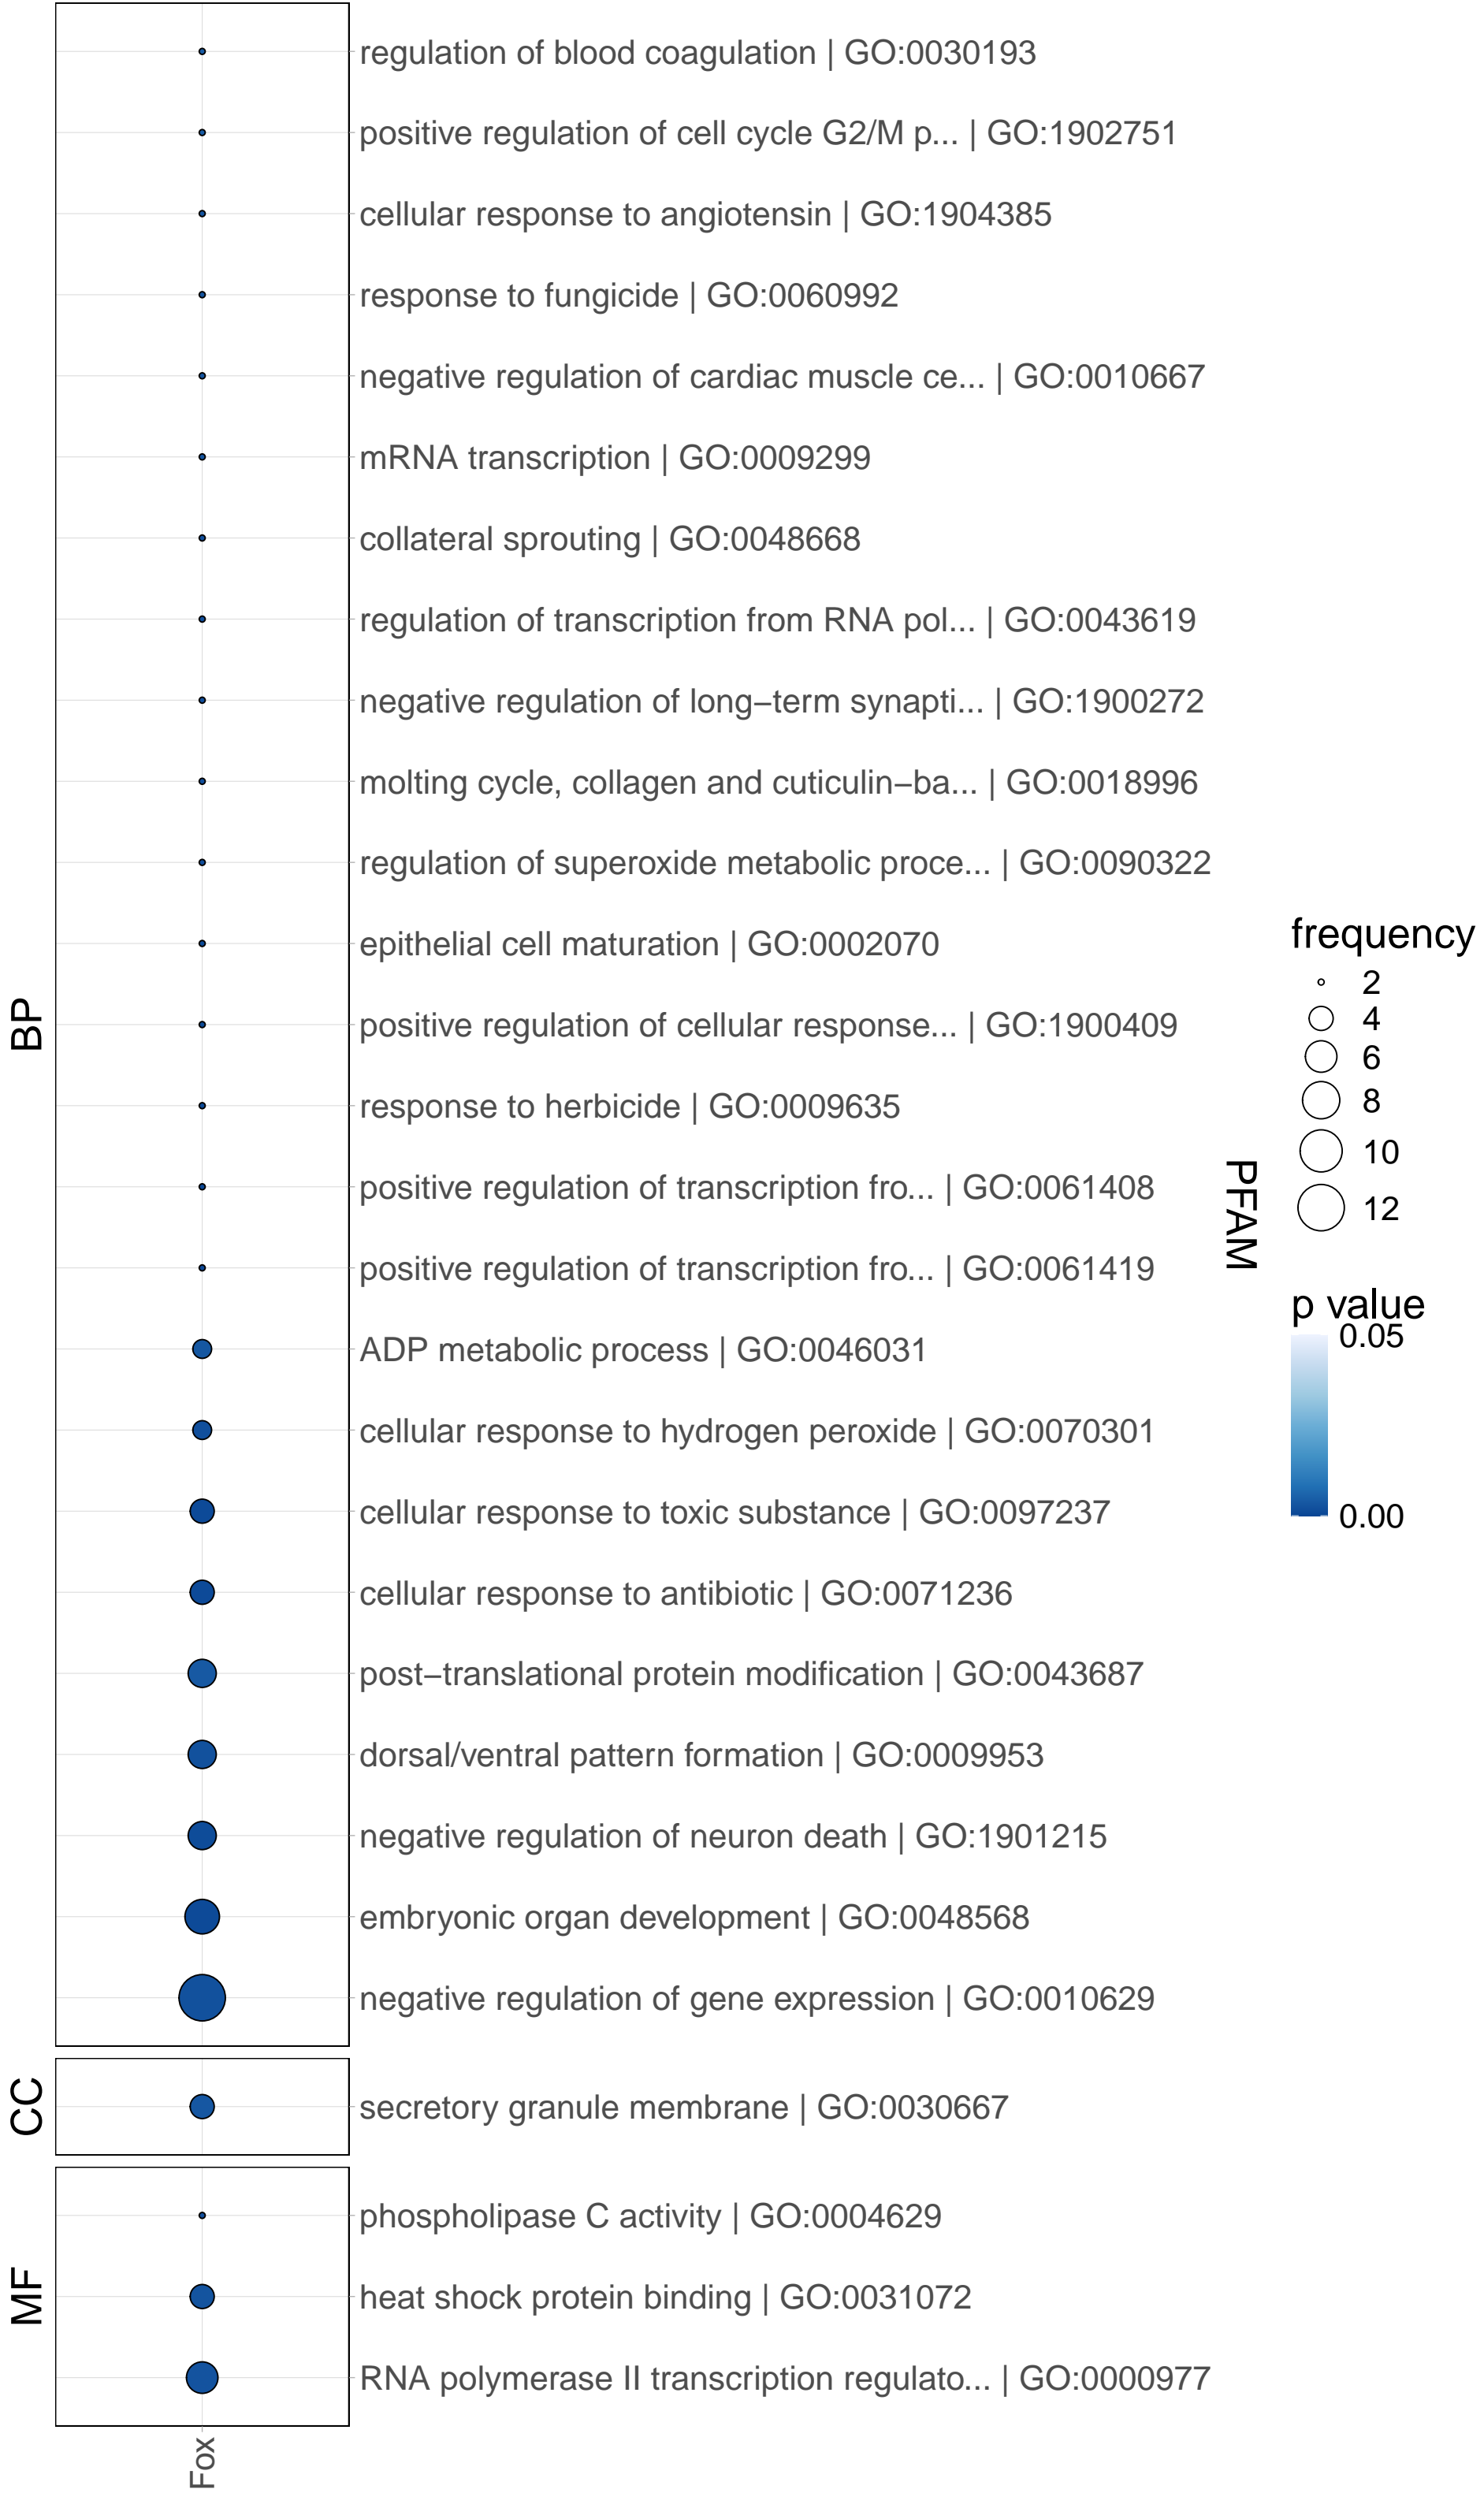 BP
regulation of blood coagulation | GO:0030193
positive regulation of cell cycle G2/M p... | GO:1902751
cellular response to angiotensin | GO:1904385
response to fungicide | GO:0060992
negative regulation of cardiac muscle ce... | GO:0010667
mRNA transcription | GO:0009299
collateral sprouting | GO:0048668
regulation of transcription from RNA pol... | GO:0043619
negative regulation of long−term synapti... | GO:1900272
molting cycle, collagen and cuticulin−ba... | GO:0018996
regulation of superoxide metabolic proce... | GO:0090322
epithelial cell maturation | GO:0002070
positive regulation of cellular response... | GO:1900409
response to herbicide | GO:0009635
positive regulation of transcription fro... | GO:0061408
positive regulation of transcription fro... | GO:0061419
ADP metabolic process | GO:0046031
cellular response to hydrogen peroxide | GO:0070301
cellular response to toxic substance | GO:0097237
cellular response to antibiotic | GO:0071236
post−translational protein modification | GO:0043687
dorsal/ventral pattern formation | GO:0009953
negative regulation of neuron death | GO:1901215
embryonic organ development | GO:0048568
negative regulation of gene expression | GO:0010629
CC
secretory granule membrane | GO:0030667
MF
phospholipase C activity | GO:0004629
heat shock protein binding | GO:0031072
RNA polymerase II transcription regulato... | GO:0000977
Fox
PFAM
frequency
2
4
6
8
10
12
p value
0.05
0.00